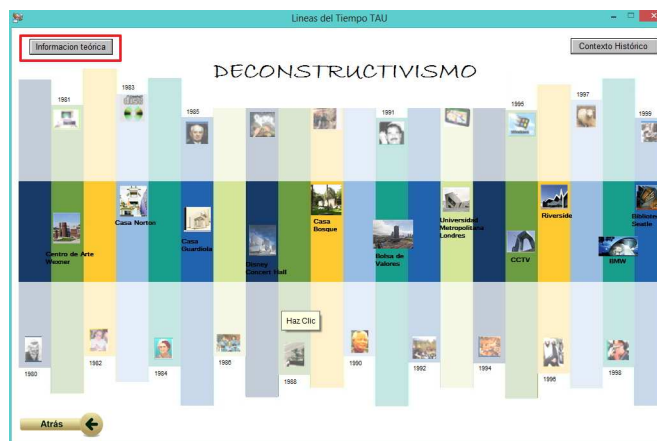 Lineas del Tiempo TAU
Informacion teórica
Contexto Histórico
DECONSTRUCTIVISMO
1981
1983
1985
1991
1995
1997
1999
Centro de Arte
Wexner
Casa Norton
Casa
Guardiola
Disney
Concert Hall
Casa
Bosque
Bolsa de
Valores
Universidad
Metropolitana
Londres
CCTV
Riverside
BMW
Bibliote
Seatle
Haz Clic
1980
1982
1984
1986
1988
1990
1992
1994
1996
1998
Atrás